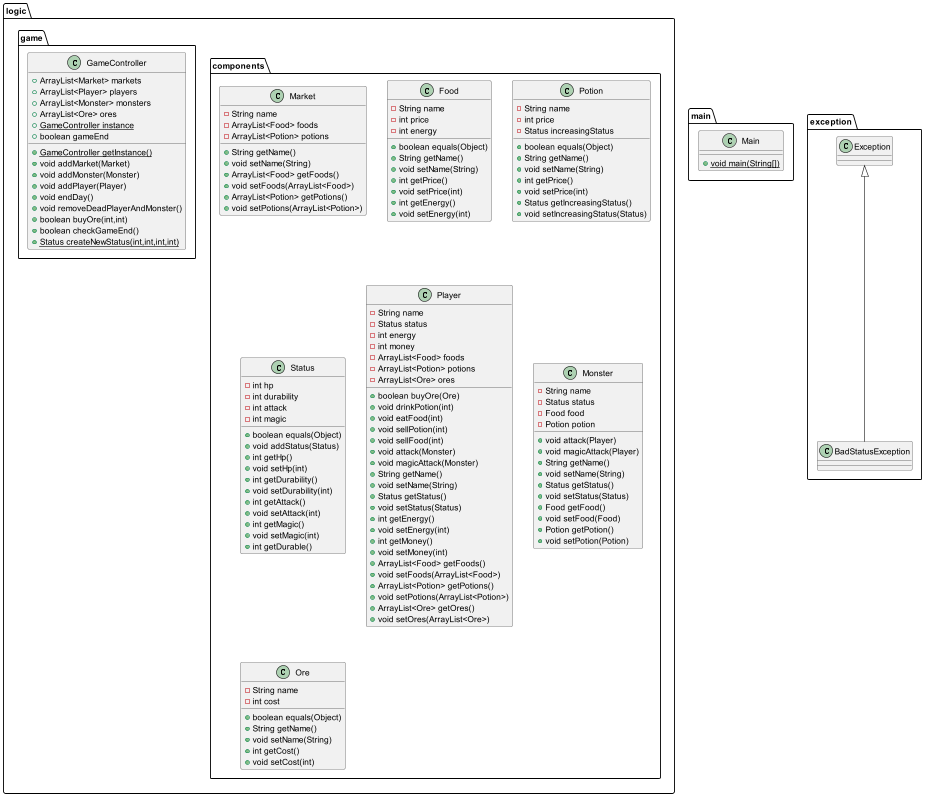 logic
game
C GameController
ArrayList<Market> markets
ArrayList<Player> players
ArrayList<Monster> monsters
ArrayList<Ore> ores
GameController instance
boolean gameEnd
GameController getInstance()
void addMarket(Market)
void addMonster(Monster)
void addPlayer(Player)
void endDay()
void removeDeadPlayerAndMonster()
boolean buyOre(int,int)
boolean checkGameEnd()
Status createNewStatus(int,int,int,int)
components
C Market
String name
ArrayList<Food> foods
ArrayList<Potion> potions
String getName()
void setName(String)
ArrayList<Food> getFoods()
void setFoods(ArrayList<Food>)
ArrayList<Potion> getPotions()
void setPotions(ArrayList<Potion>)
C Food
String name
int price
int energy
boolean equals(Object)
String getName()
void setName(String)
int getPrice()
void setPrice(int)
int getEnergy()
void setEnergy(int)
C Potion
String name
int price
Status increasingStatus
boolean equals(Object)
String getName()
void setName(String)
int getPrice()
void setPrice(int)
Status getIncreasingStatus()
void setIncreasingStatus(Status)
C Status
int hp
int durability
int attack
int magic
boolean equals(Object)
void addStatus(Status)
int getHp()
void setHp(int)
int getDurability()
void setDurability(int)
int getAttack()
void setAttack(int)
int getMagic()
void setMagic(int)
int getDurable()
C Player
String name
Status status
int energy
int money
ArrayList<Food> foods
ArrayList<Potion> potions
ArrayList<Ore> ores
boolean buyOre(Ore)
void drinkPotion(int)
void eatFood(int)
void sellPotion(int)
void sellFood(int)
void attack(Monster)
void magicAttack(Monster)
String getName()
void setName(String)
Status getStatus()
void setStatus(Status)
int getEnergy()
void setEnergy(int)
int getMoney()
void setMoney(int)
ArrayList<Food> getFoods()
void setFoods(ArrayList<Food>)
ArrayList<Potion> getPotions()
void setPotions(ArrayList<Potion>)
ArrayList<Ore> getOres()
void setOres(ArrayList<Ore>)
C Monster
String name
Status status
Food food
Potion potion
void attack(Player)
void magicAttack(Player)
String getName()
void setName(String)
Status getStatus()
void setStatus(Status)
Food getFood()
void setFood(Food)
Potion getPotion()
void setPotion(Potion)
C Ore
String name
int cost
boolean equals(Object)
String getName()
void setName(String)
int getCost()
void setCost(int)
main
C Main
void main(String[])
exception
C Exception
C BadStatusException